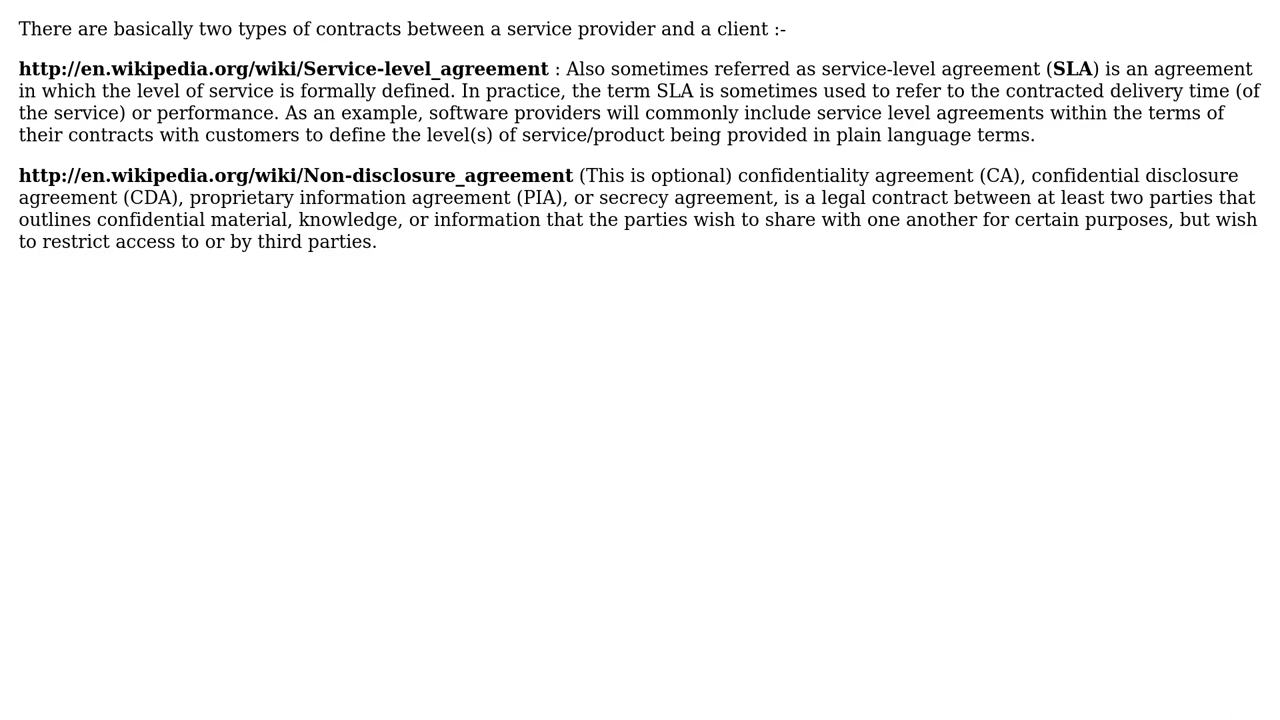 There are basically two types of contracts between a service provider and a client :-
http://en.wikipedia.org/wiki/Service-level_agreement : Also sometimes referred as service-level agreement (SLA) is an agreement
in which the level of service is formally defined. In practice, the term SLA is sometimes used to refer to the contracted delivery time (of
the service) or performance. As an example, software providers will commonly include service level agreements within the terms of
their contracts with customers to define the level(s) of service/product being provided in plain language terms.
http://en.wikipedia.org/wiki/Non-disclosure_agreement (This is optional) confidentiality agreement (CA), confidential disclosure
agreement (CDA), proprietary information agreement (PIA), or secrecy agreement, is a legal contract between at least two parties that
outlines confidential material, knowledge, or information that the parties wish to share with one another for certain purposes, but wish
to restrict access to or by third parties.